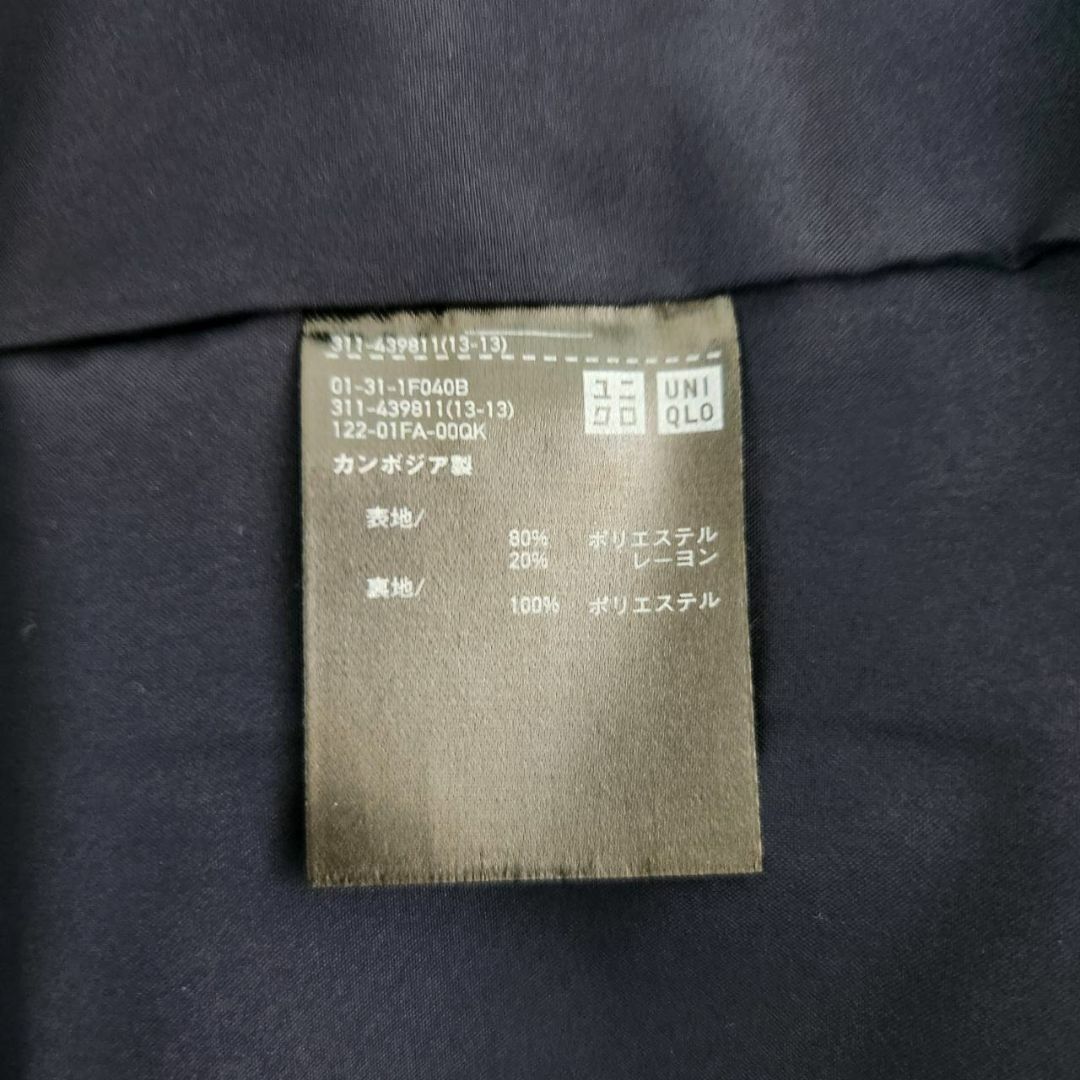 311-439811(13-13)
01-31-1F040B
311-439811(13-13)
122-01FA-00QK
ユニ
クロ
UNI
QLO
カンボジア製
表地/
80% ポリエステル
20% レーヨン
裏地/
100% ポリエステル